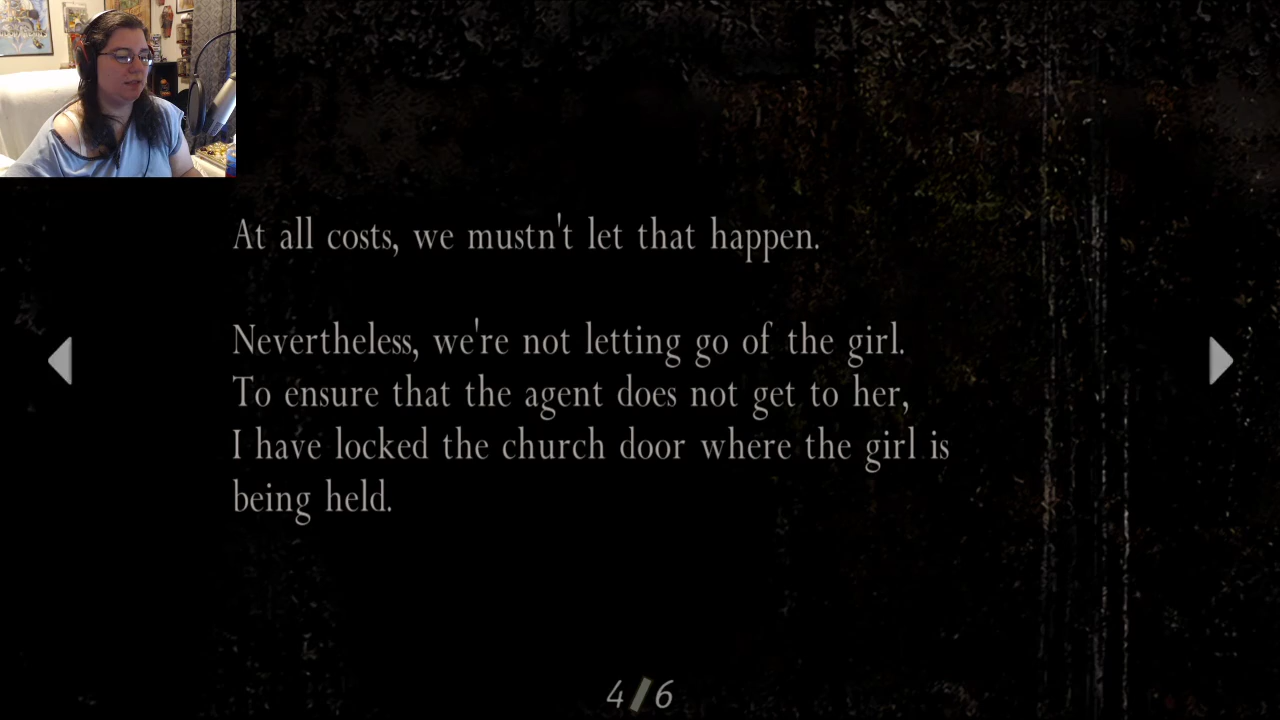 At all costs, we mustn't let that happen.
Nevertheless, we're not letting go of the girl.
To ensure that the agent does not get to her,
I have locked the church door where the girl is
being held.
4/6